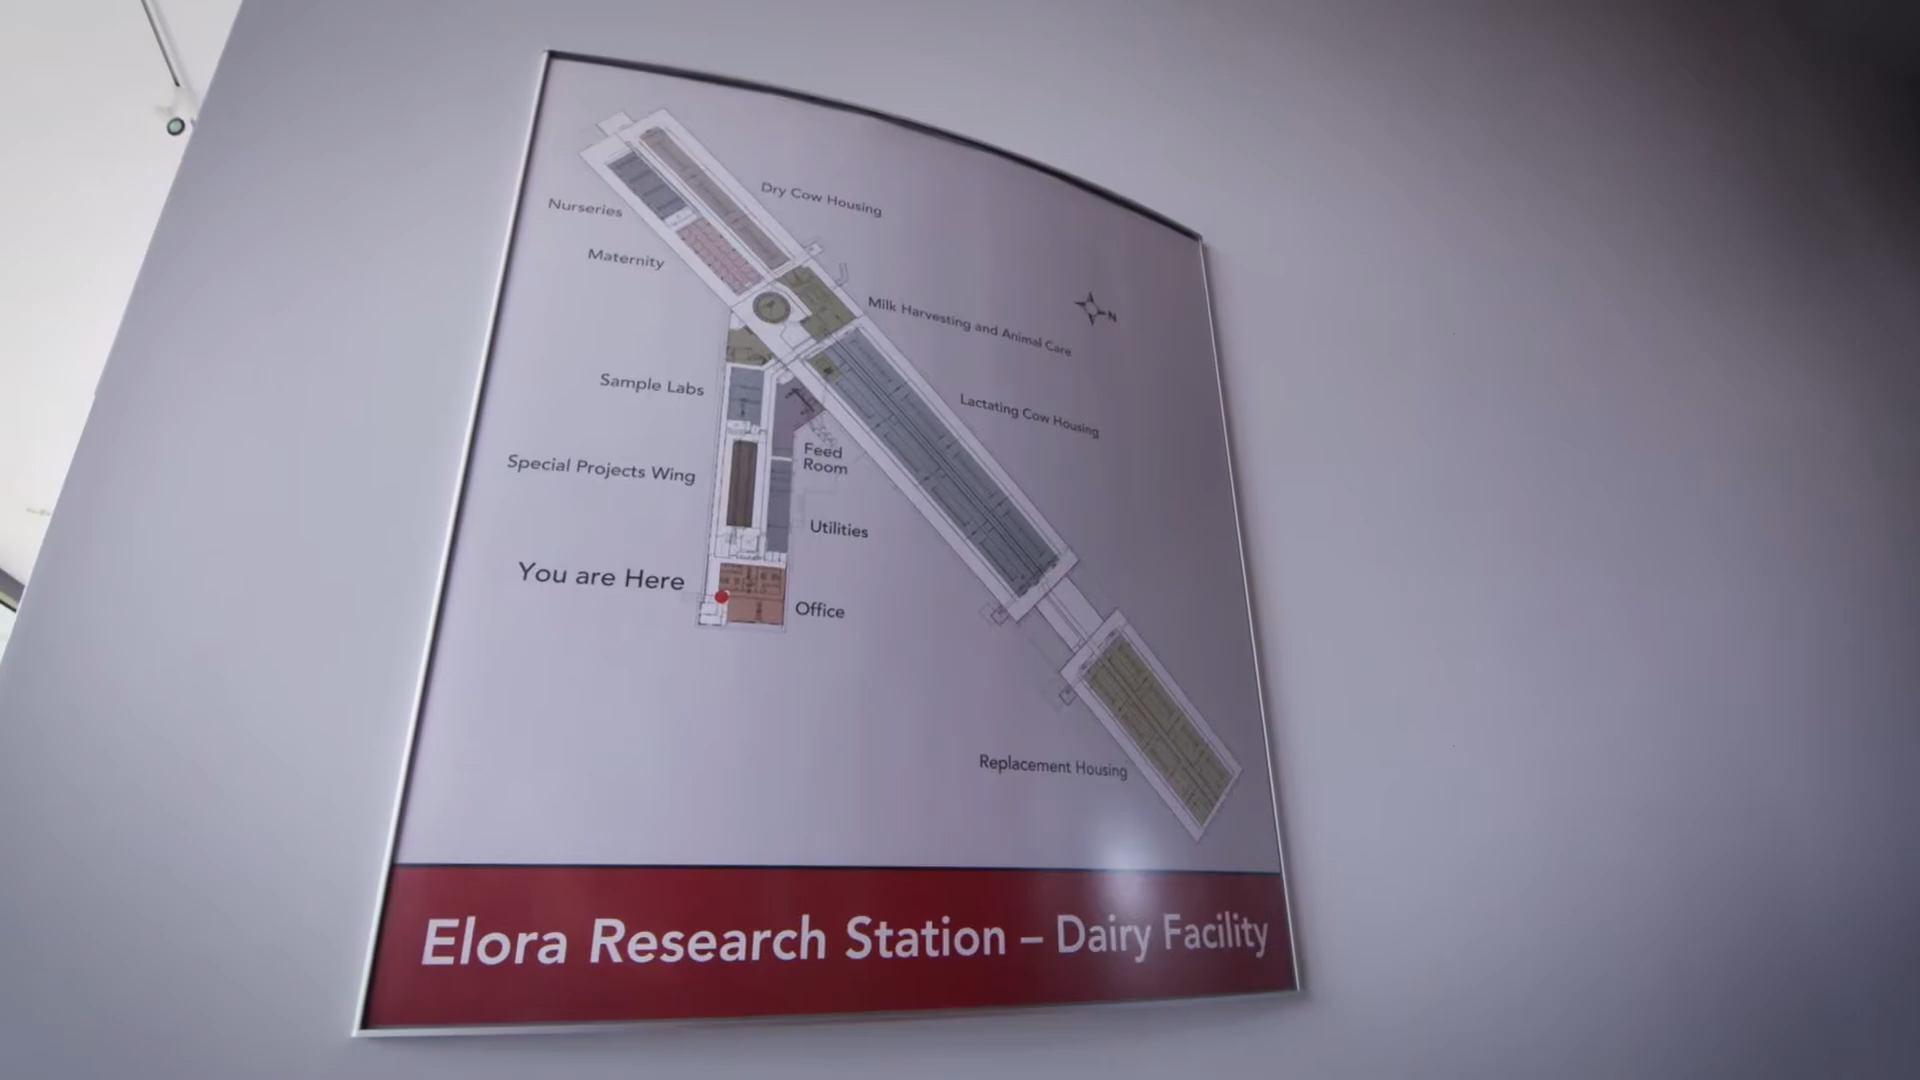 Dry Cow Housing
Nurseries
Maternity
Milk Harvesting and Animal Care
N
Sample Labs
Lactating Cow Housing
Feed
Room
Special Projects Wing
Utilities
You are Here
Office
Replacement Housing
Elora Research Station – Dairy Facility